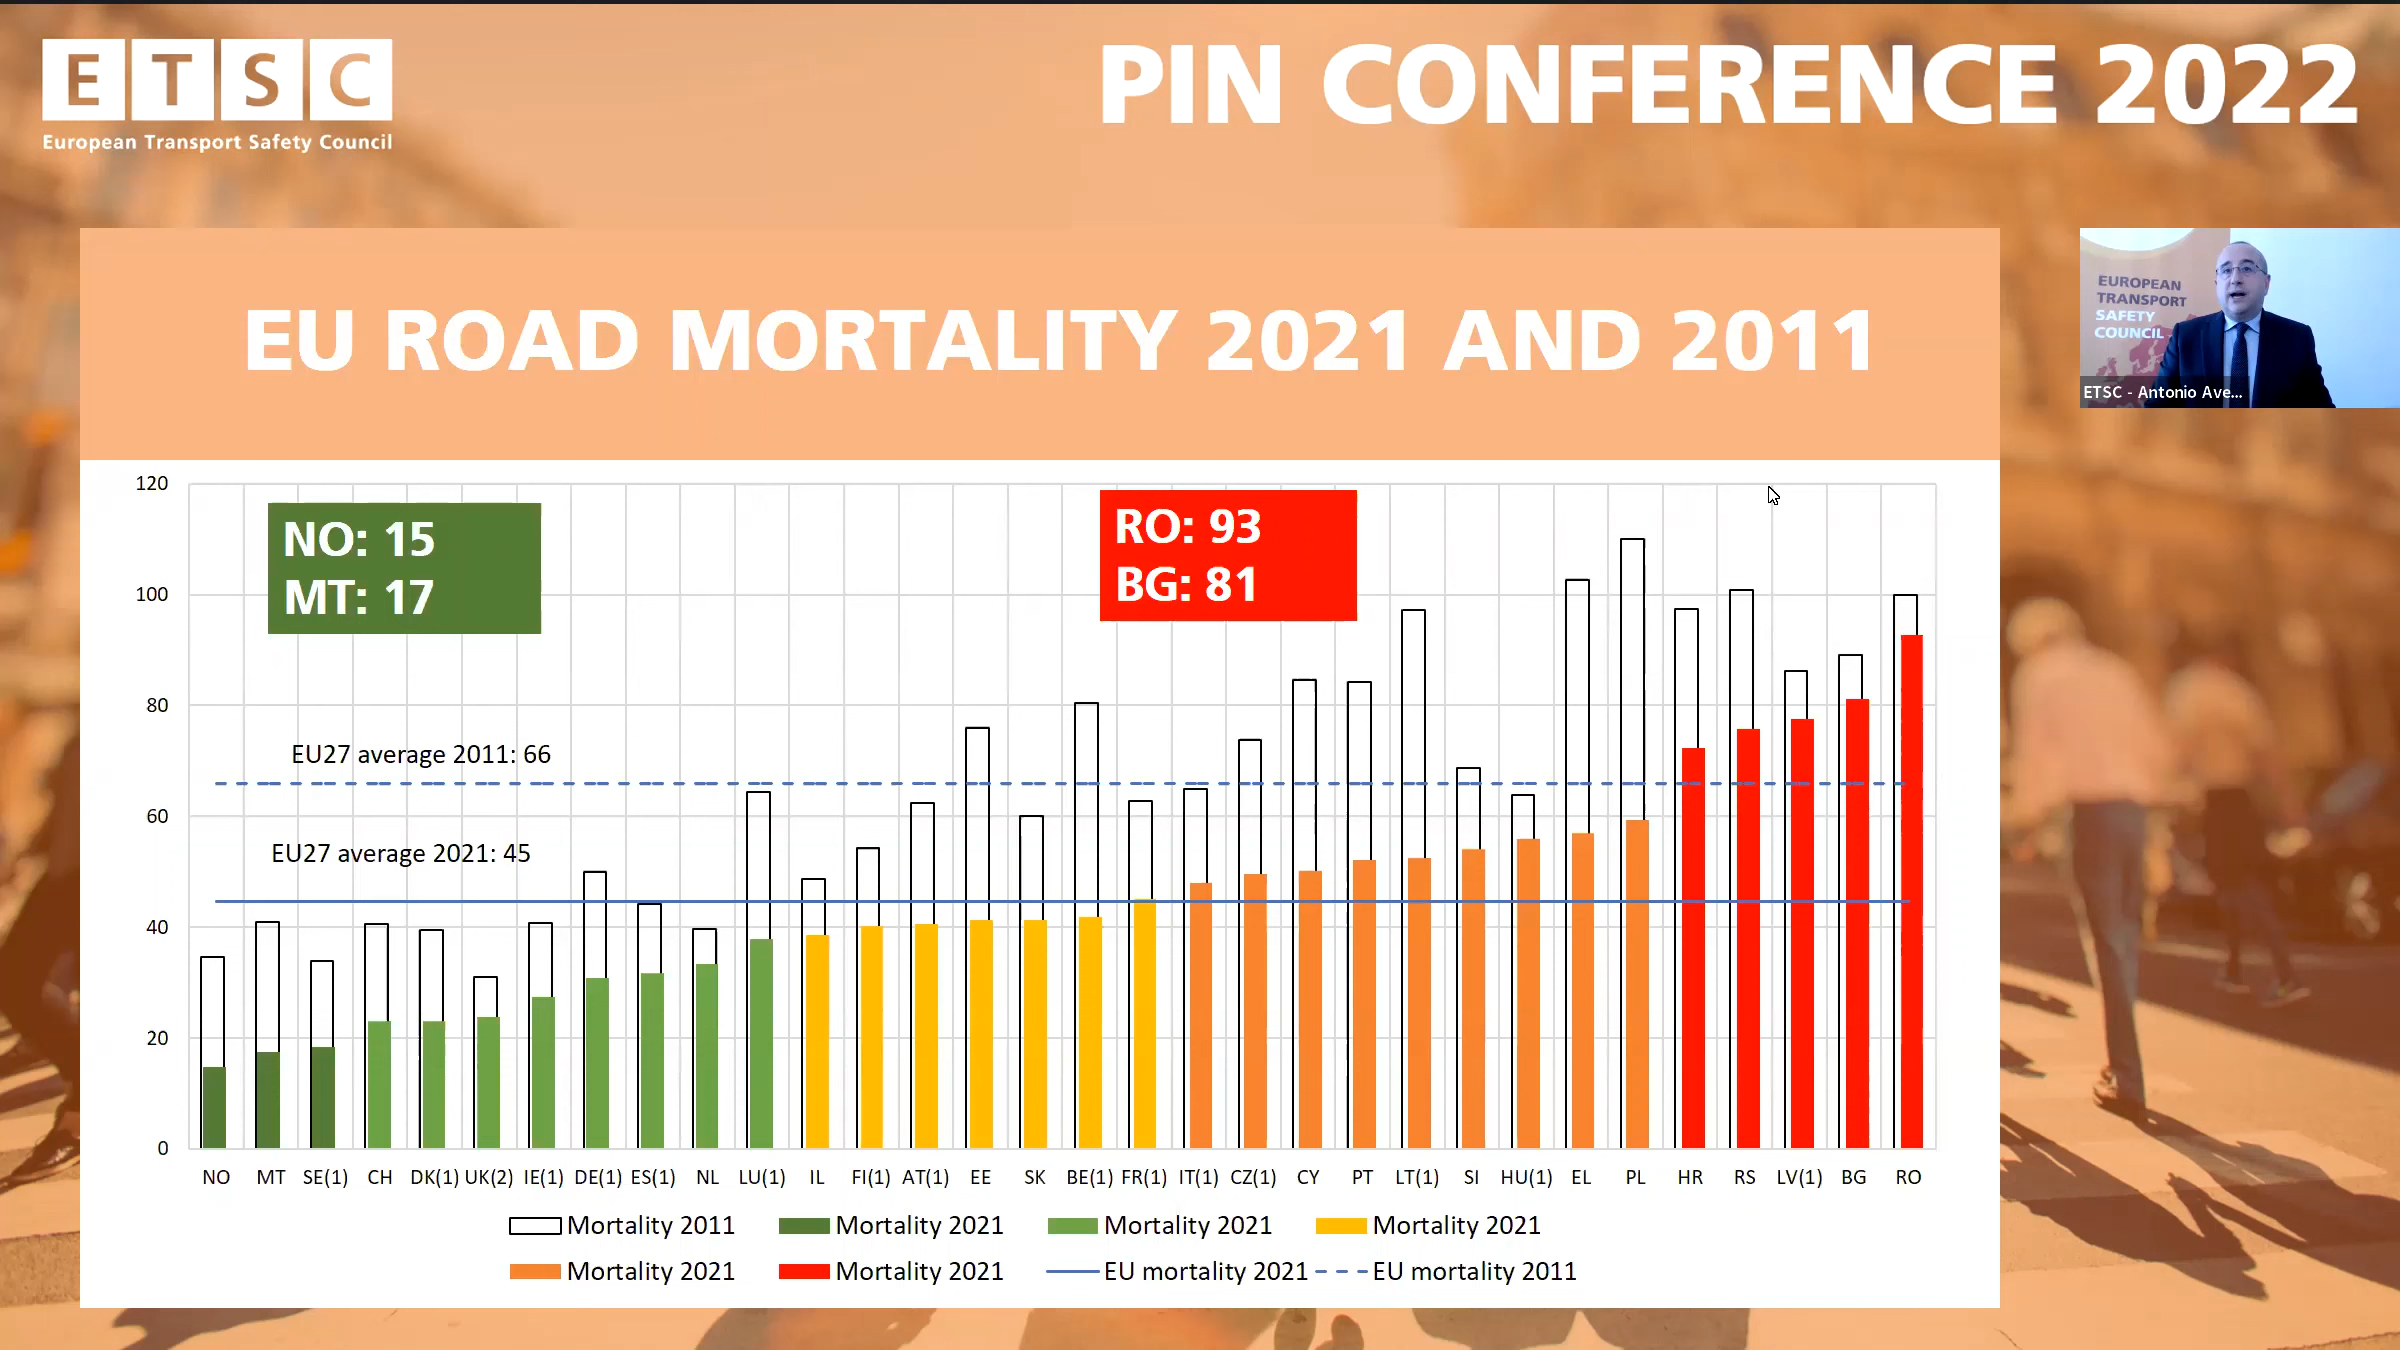 ETSC
European Transport Safety Council
PIN CONFERENCE 2022
EU ROAD MORTALITY 2021 AND 2011
EUROPEAN
TRANSPORT
SAFETY
COUNCIL
ETSC - Antonio Ave...
120
100
80
60
40
20
0
NO: 15
MT: 17
RO: 93
BG: 81
EU27 average 2011: 66
EU27 average 2021: 45
NO MT SE(1) CH DK(1) UK(2) IE(1) DE(1) ES(1) NL LU(1) IL FI(1) AT(1) EE SK BE(1) FR(1) IT(1) CZ(1) CY PT LT(1) SI HU(1) EL PL HR RS LV(1) BG RO
Mortality 2011 Mortality 2021 Mortality 2021 Mortality 2021
Mortality 2021 Mortality 2021 EU mortality 2021 EU mortality 2011